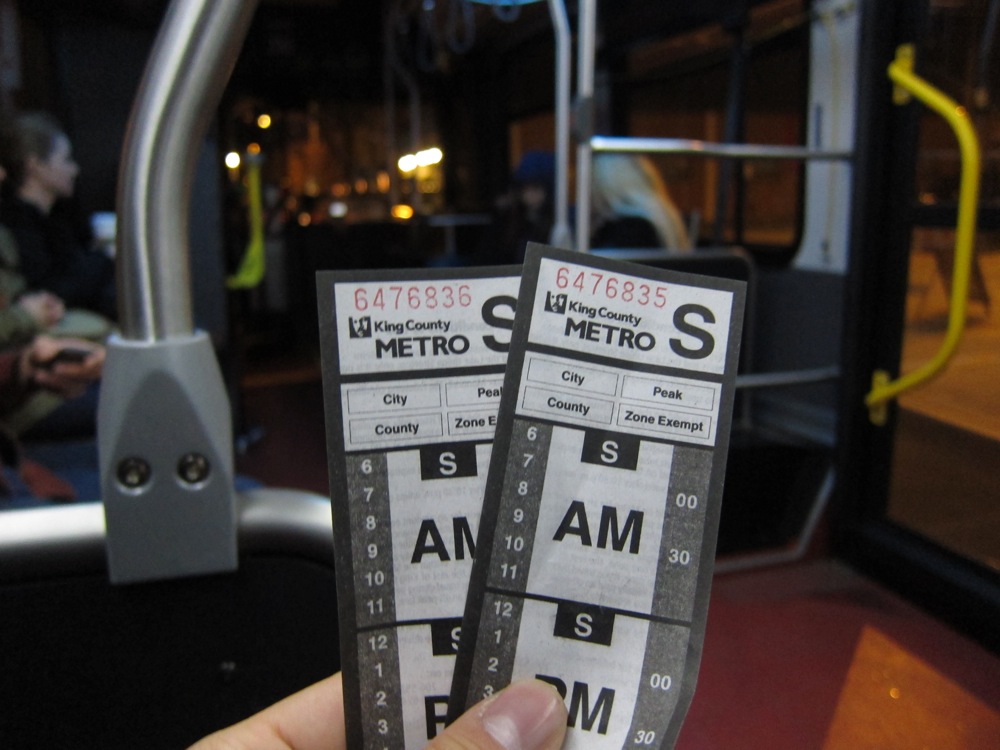 6476836
King County
METRO
S
City
County
S
6
7
8
9
10
11
12
1
2
3
6476835
King County
METRO
S
City
Peak
County
Zone Exempt
6
7
8
9
10
11
S
AM
00
30
12
1
2
3
S
PM
00
30